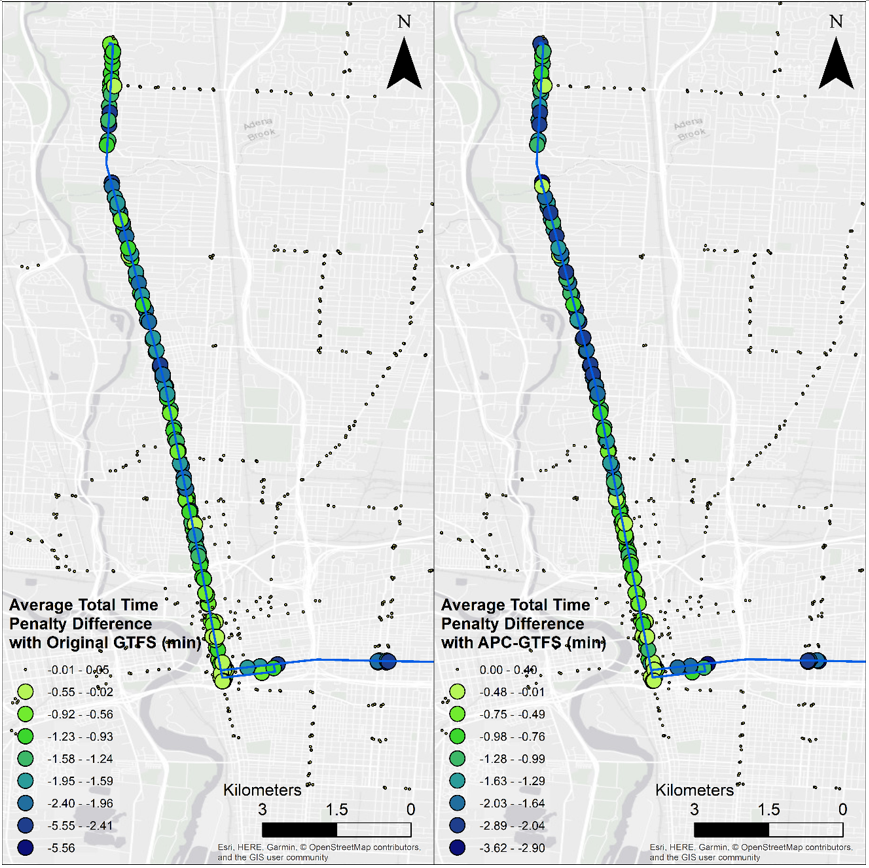 N
Adena
Brook
Average Total Time
Penalty Difference
with Original GTFS (min)
-0.01 - 0.05
-0.55 - -0.02
-0.92 - -0.56
-1.23 - -0.93
-1.58 - -1.24
-1.95 - -1.59
-2.40 - -1.96
-5.55 - -2.41
-5.56
Kilometers
3 1.5 0
Esri, HERE, Garmin, © OpenStreetMap contributors,
and the GIS user community
N
Adena
Brook
Average Total Time
Penalty Difference
with APC-GTFS (min)
0.00 - 0.40
-0.48 - -0.01
-0.75 - -0.49
-0.98 - -0.76
-1.28 - -0.99
-1.63 - -1.29
-2.03 - -1.64
-2.89 - -2.04
-3.62 - -2.90
Kilometers
3 1.5 0
Esri, HERE, Garmin, © OpenStreetMap contributors,
and the GIS user community